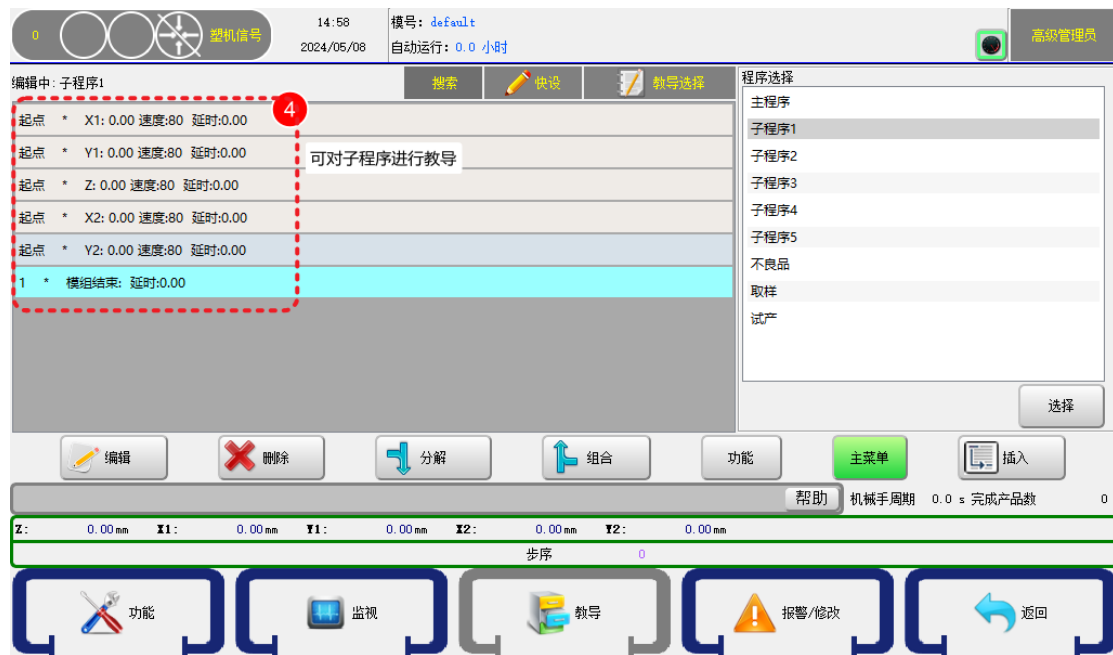 0 塑机信号 14:58 模号: default 高级管理员
2024/05/08 自动运行: 0.0 小时
编辑中: 子程序1 搜索 快设 教导选择 程序选择
4
起点 * X1: 0.00 速度:80 延时:0.00
起点 * Y1: 0.00 速度:80 延时:0.00
可对子程序进行教导
起点 * Z: 0.00 速度:80 延时:0.00
起点 * X2: 0.00 速度:80 延时:0.00
起点 * Y2: 0.00 速度:80 延时:0.00
1 * 模组结束: 延时:0.00
主程序
子程序1
子程序2
子程序3
子程序4
子程序5
不良品
取样
试产
选择
编辑 删除 分解 组合 功能 主菜单 插入
帮助 机械手周期 0.0 s 完成产品数 0
Z: 0.00 mm X1: 0.00 mm Y1: 0.00 mm X2: 0.00 mm Y2: 0.00 mm
步序 0
功能 监视 教导 报警/修改 返回